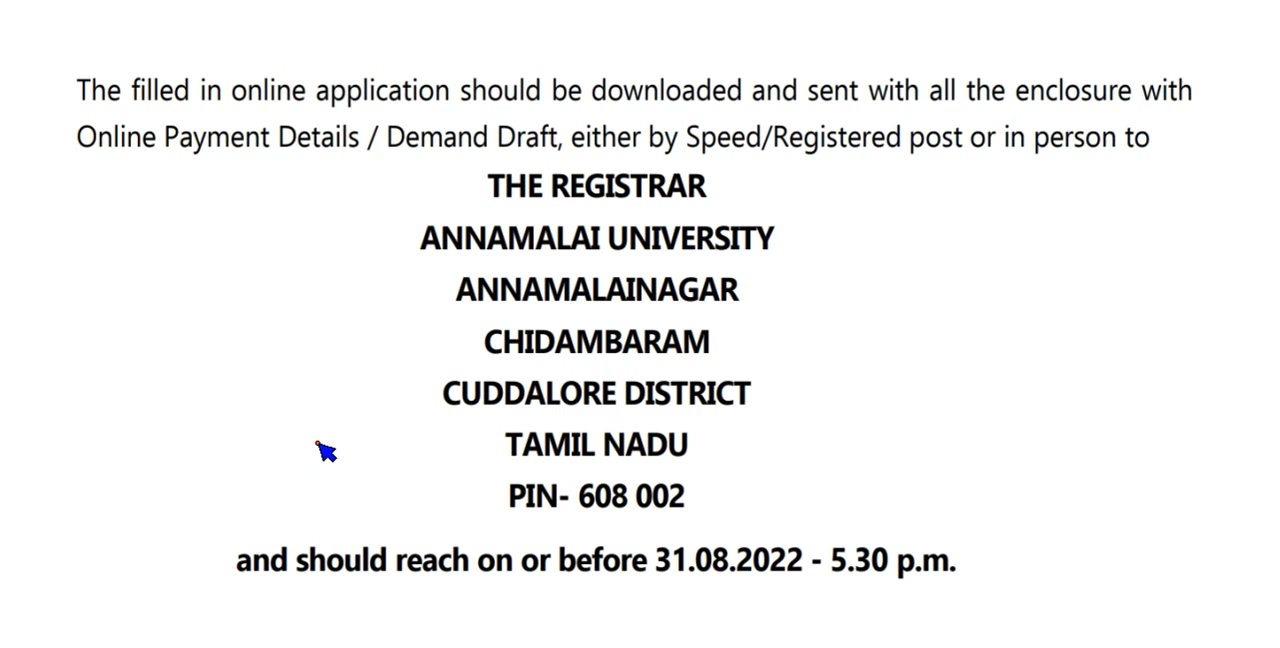 The filled in online application should be downloaded and sent with all the enclosure with
Online Payment Details / Demand Draft, either by Speed/Registered post or in person to
THE REGISTRAR
ANNAMALAI UNIVERSITY
ANNAMALAINAGAR
CHIDAMBARAM
CUDDALORE DISTRICT
TAMIL NADU
PIN- 608 002
and should reach on or before 31.08.2022 - 5.30 p.m.